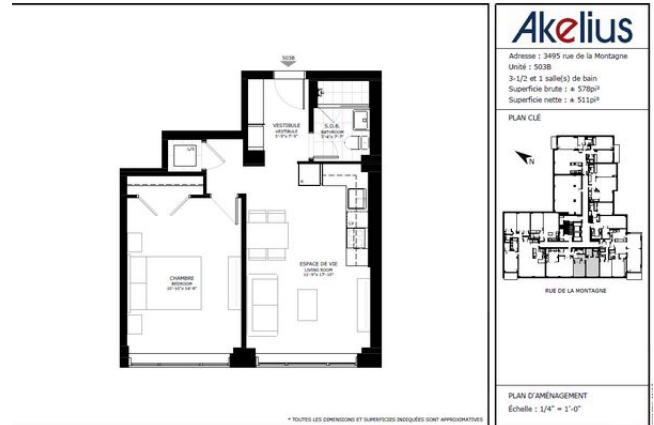 Akelius
Adresse : 3495 rue de la Montagne
Unité : 503B
3-1/2 et 1 salle(s) de bain
Superficie brute : ± 578pi²
Superficie nette : ± 511pi²
PLAN CLÉ
N
RUE DE LA MONTAGNE
PLAN D'AMÉNAGEMENT
Échelle : 1/4" = 1'-0"
503B
VESTIBULE
VESTIBULE
S.D.B.
BATHROOM
L/S
ESPACE DE VIE
LIVING ROOM
CHAMBRE
BEDROOM
* TOUTES LES DIMENSIONS ET SUPERFICIES INDIQUÉES SONT APPROXIMATIVES